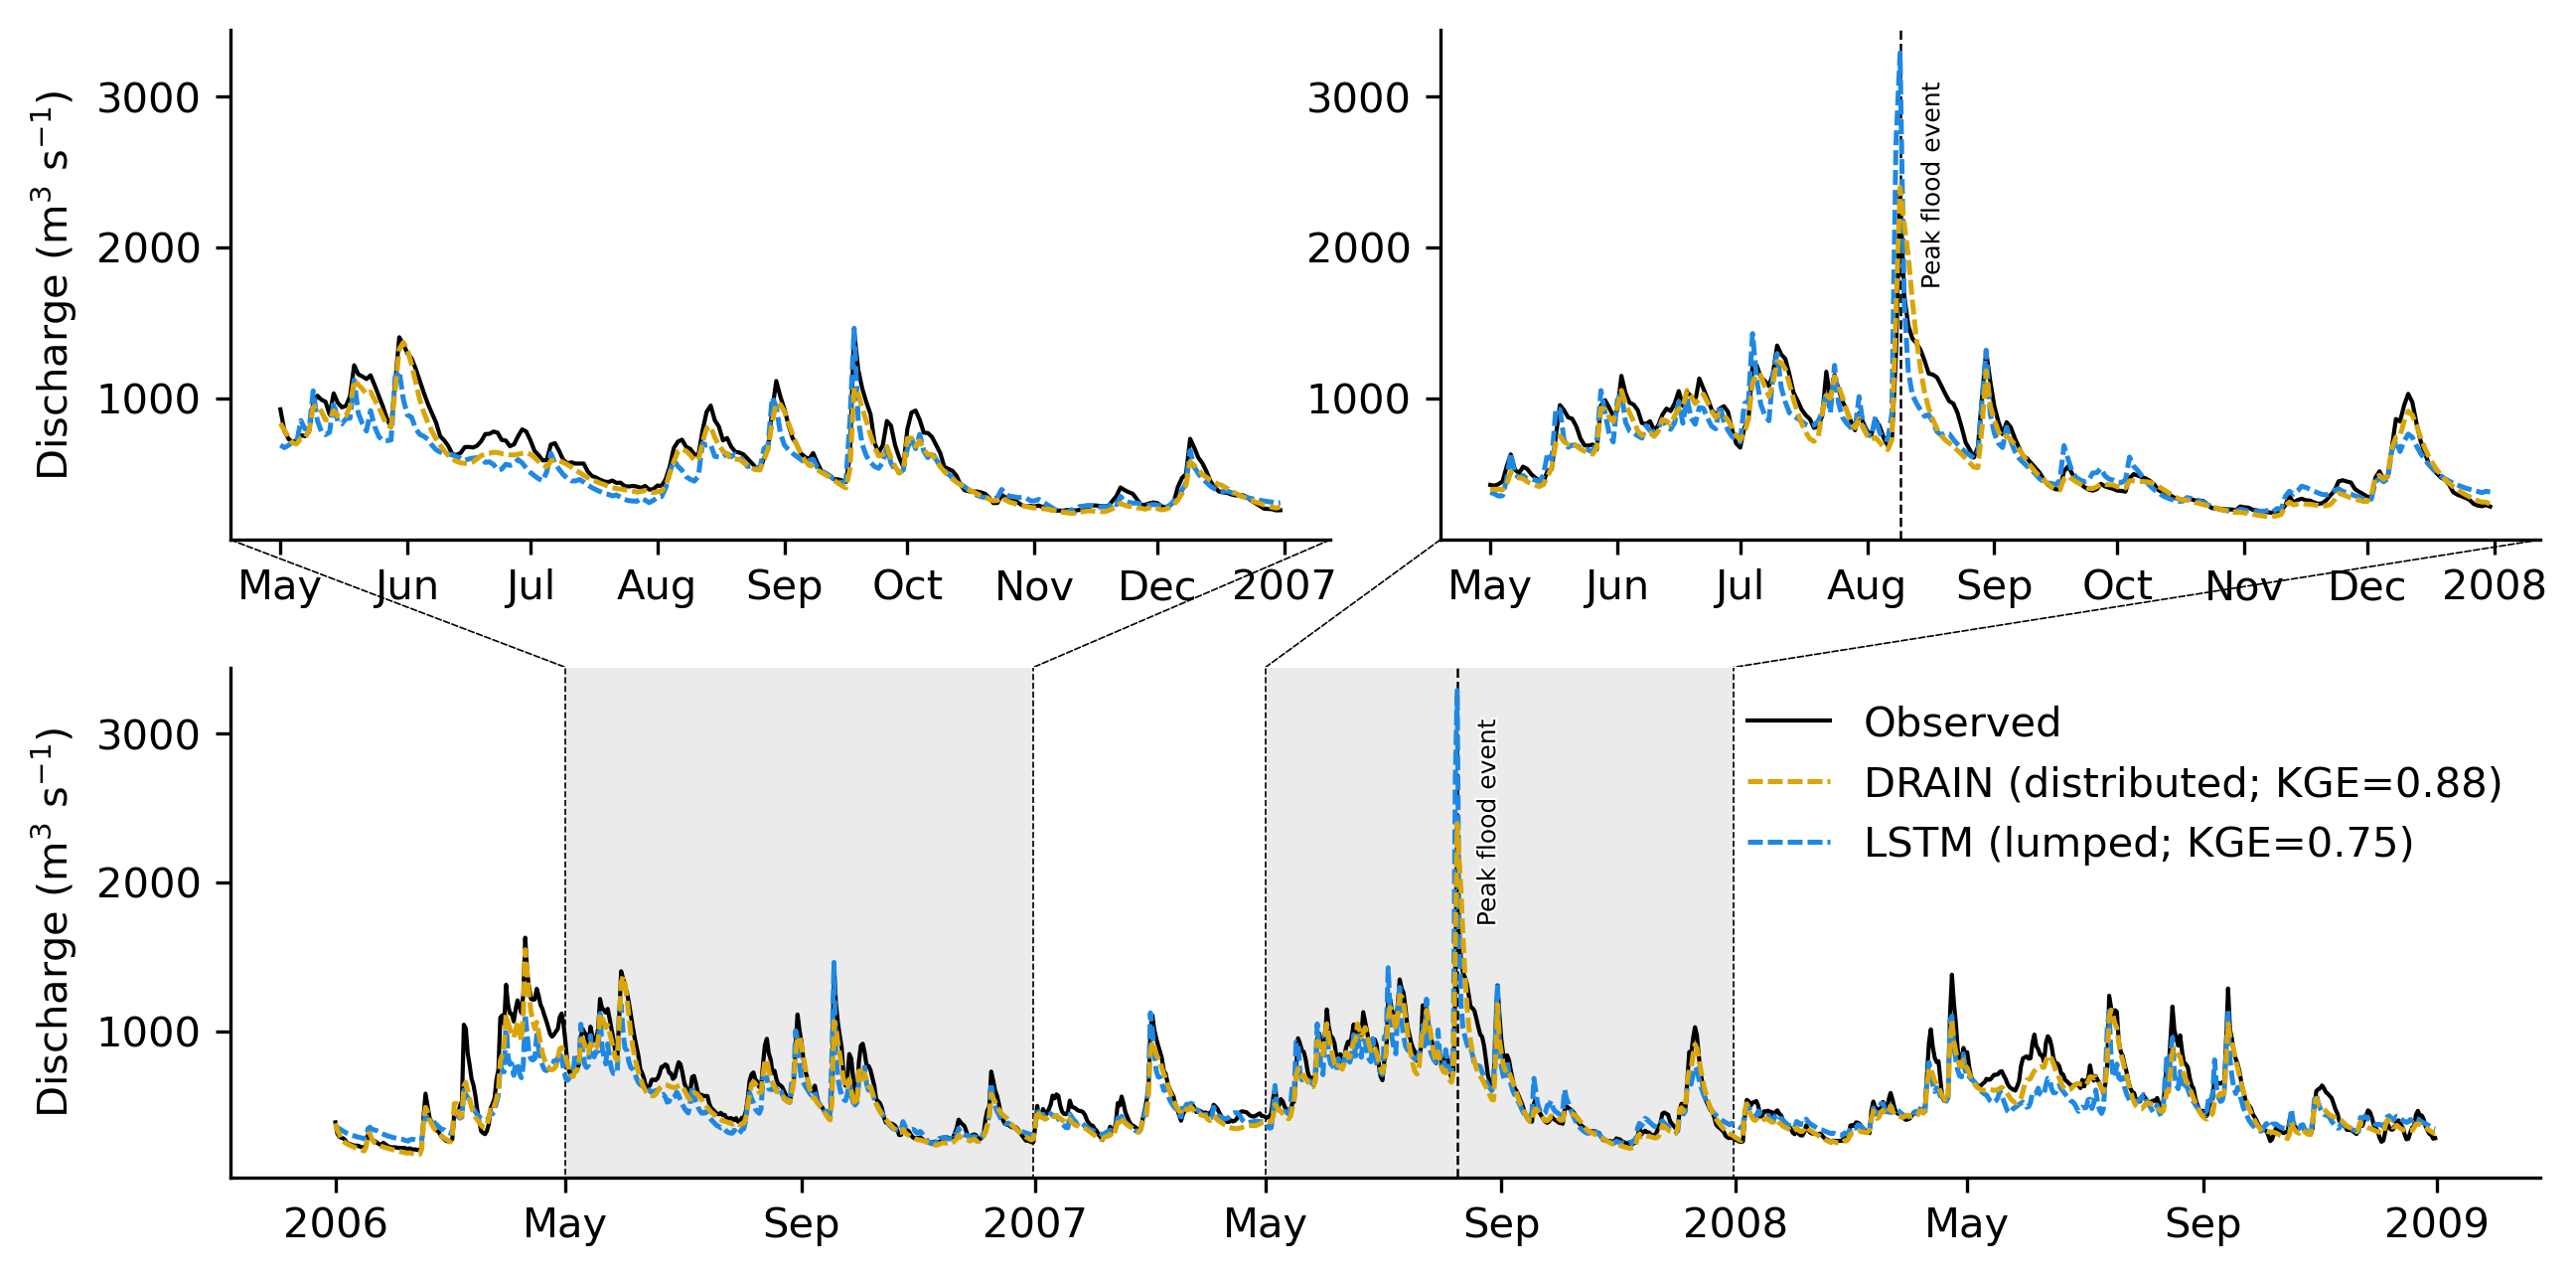 Discharge (m³ s⁻¹)
3000
2000
1000
May Jun Jul Aug Sep Oct Nov Dec 2007
3000
2000
1000
Peak flood event
May Jun Jul Aug Sep Oct Nov Dec 2008
Discharge (m³ s⁻¹)
3000
2000
1000
Peak flood event
Observed
DRAIN (distributed; KGE=0.88)
LSTM (lumped; KGE=0.75)
2006 May Sep 2007 May Sep 2008 May Sep 2009